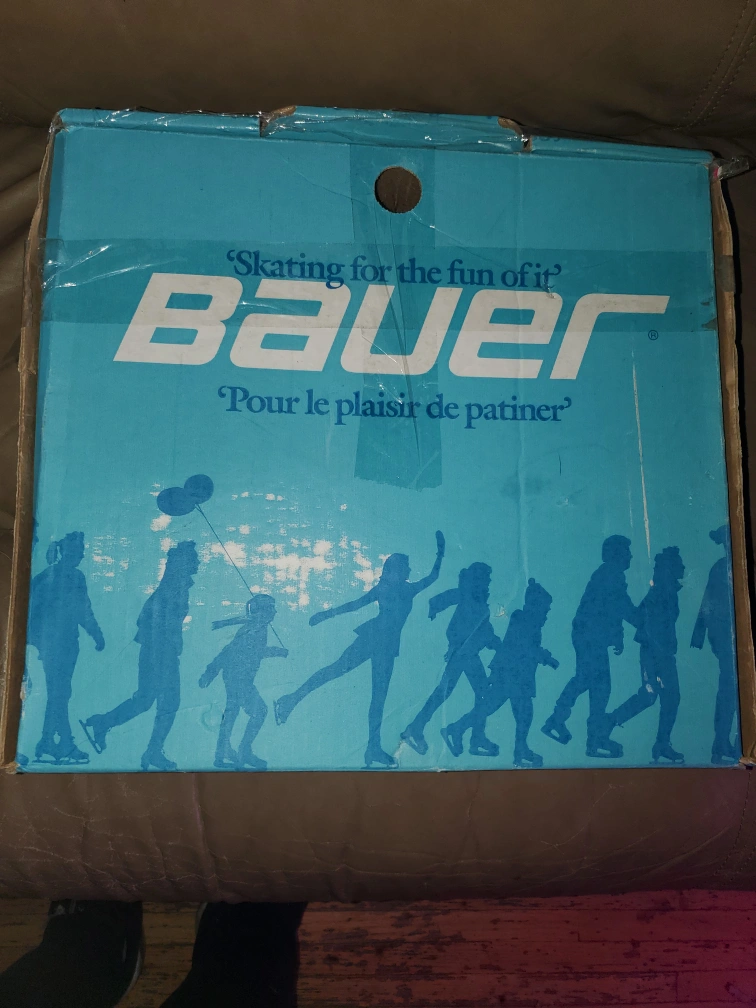 ‘Skating for the fun of it’
Bauer®
‘Pour le plaisir de patiner’